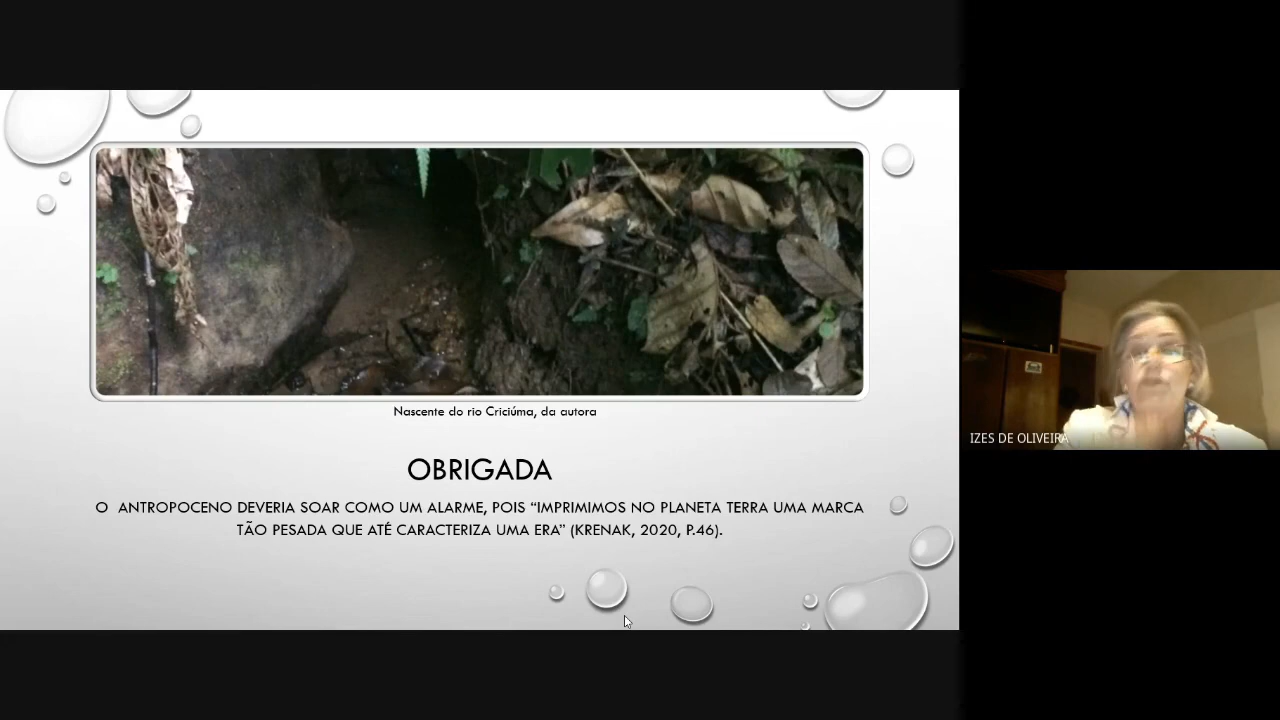 Nascente do rio Criciúma, da autora
OBRIGADA
O ANTROPOCENO DEVERIA SOAR COMO UM ALARME, POIS “IMPRIMIMOS NO PLANETA TERRA UMA MARCA
TÃO PESADA QUE ATÉ CARACTERIZA UMA ERA” (KRENAK, 2020, P.46).
IZES DE OLIVEIRA